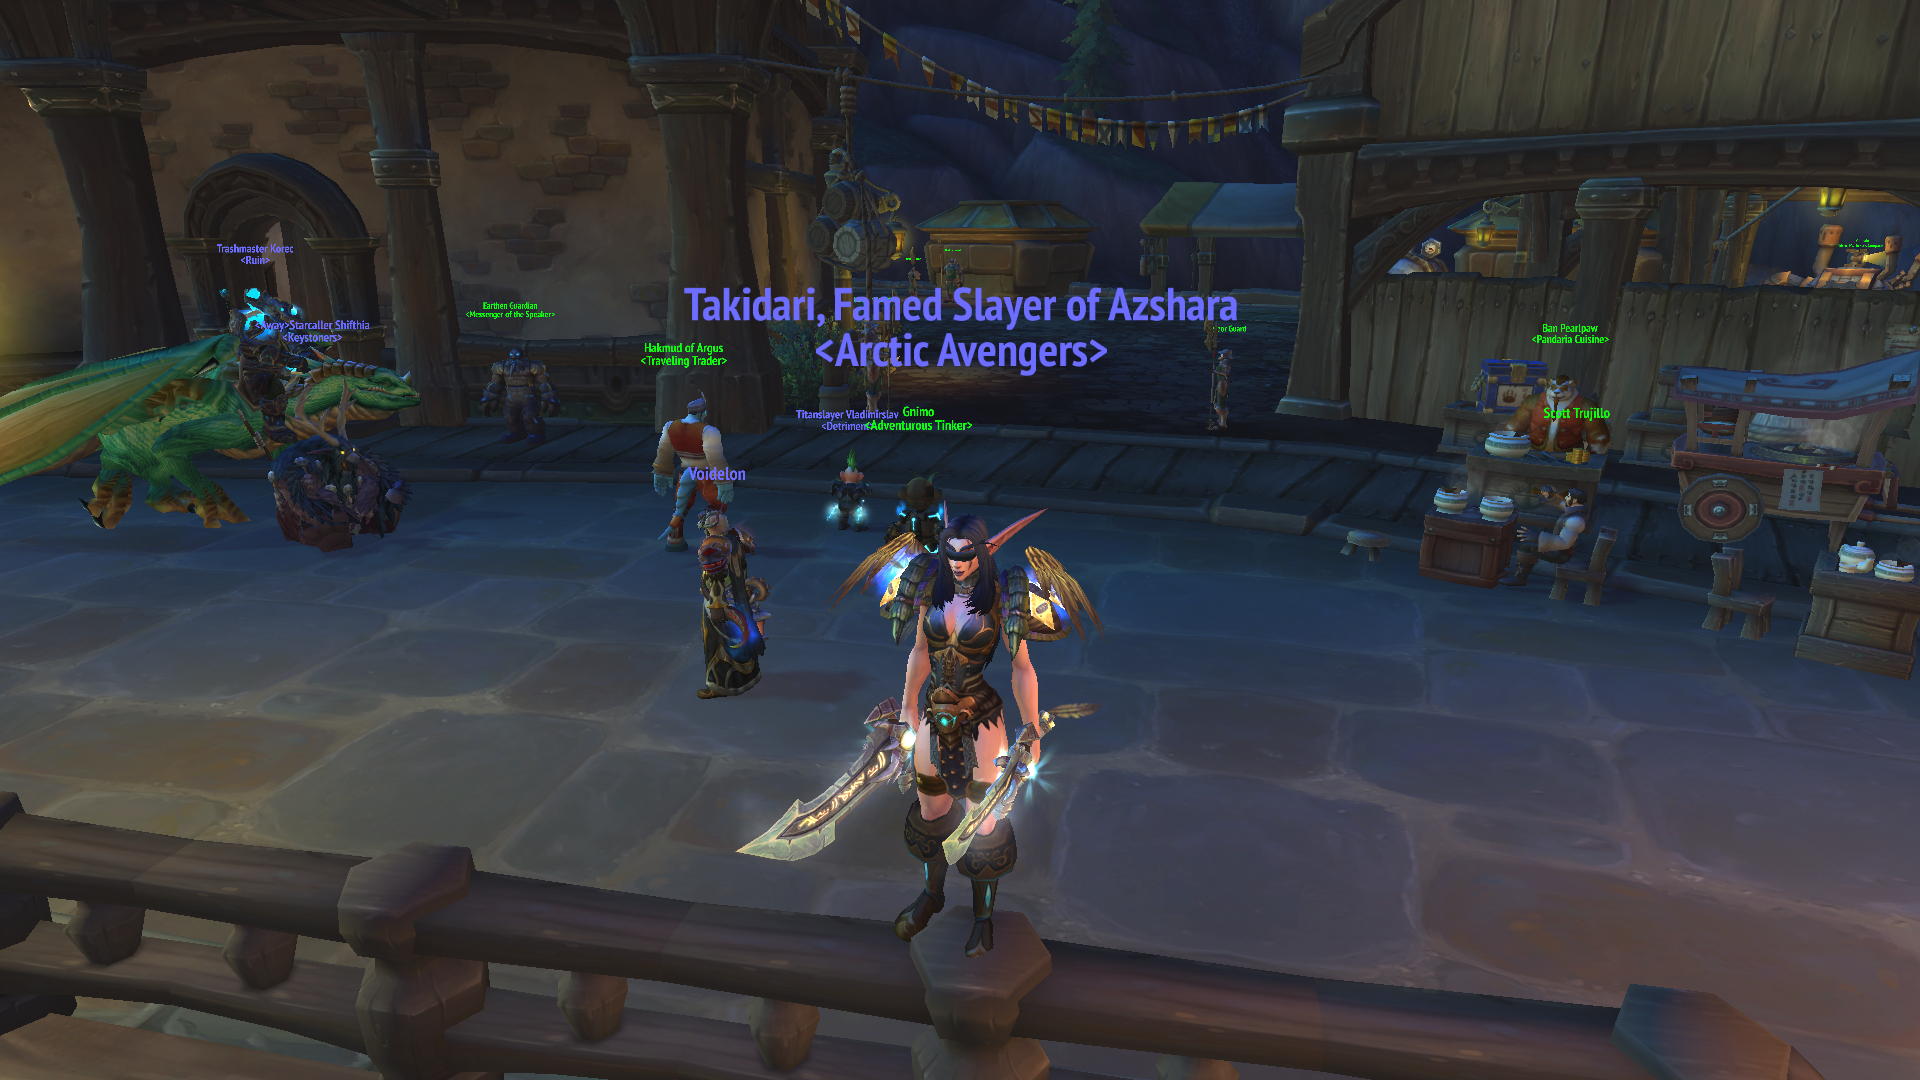 Trashmaster Korec
<Ruin>
<Away>Starcaller Shifthia
<Keystoners>
Earthen Guardian
<Messenger of the Speaker>
Hakmud of Argus
<Traveling Trader>
Takidari, Famed Slayer of Azshara
<Arctic Avengers>
Guard
Ban Pearlpaw
<Pandaria Cuisine>
Scott Trujillo
Titanslayer Vladimirslav
Gnimo
<Adventurous Tinker>
Voidelon